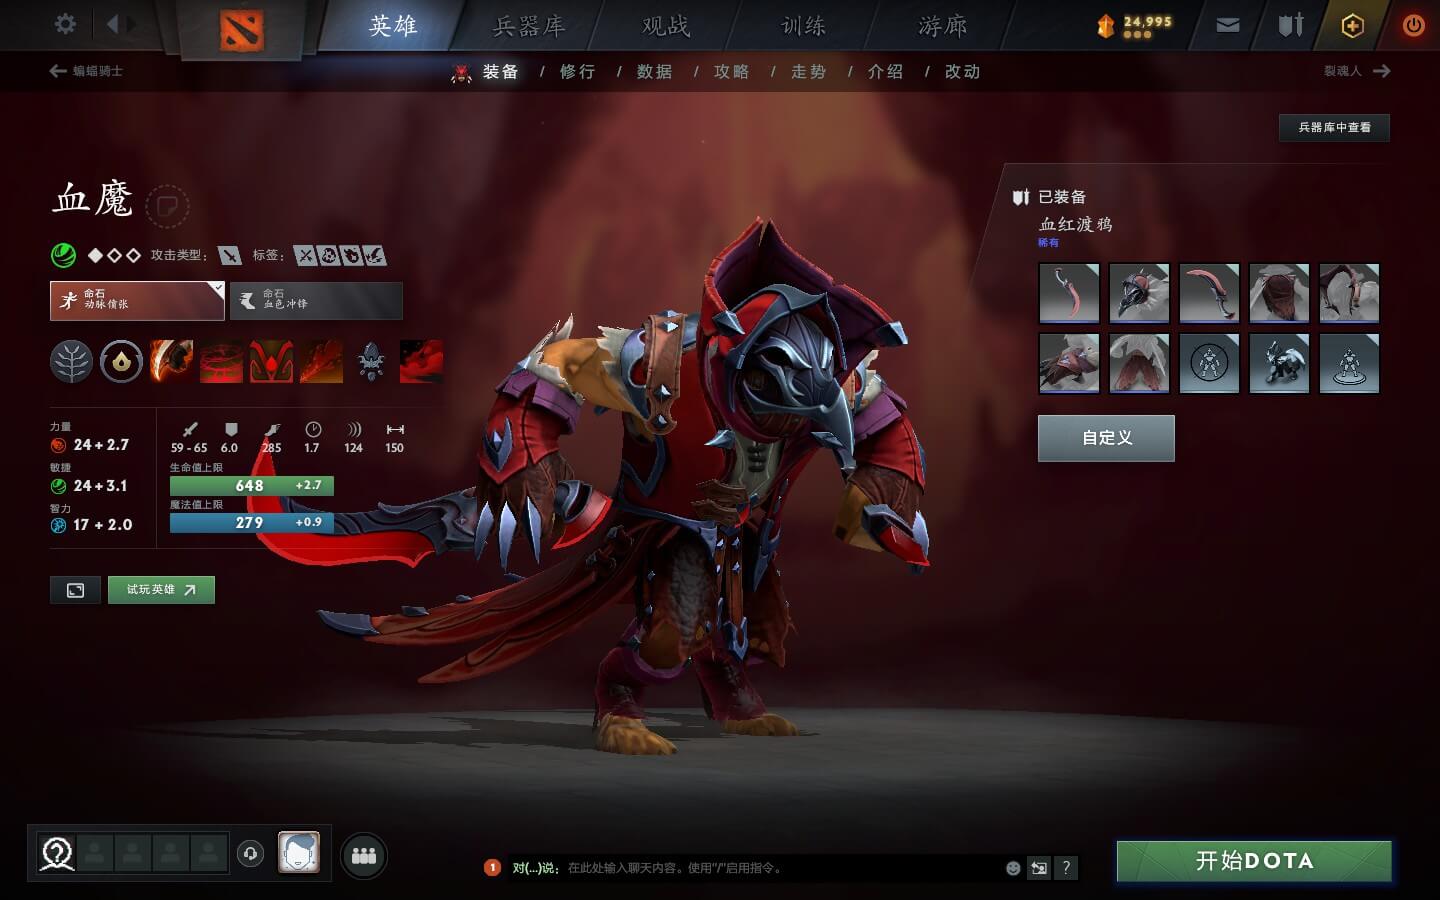 英雄
兵器库
观战
训练
游廊
24,995
蝙蝠骑士
装备 / 修行 / 数据 / 攻略 / 走势 / 介绍 / 改动
裂魂人
兵器库中查看
血魔
攻击类型：
标签：
命石
动脉偾张
命石
血色冲锋
力量
24 + 2.7
敏捷
24 + 3.1
智力
17 + 2.0
59 - 65 6.0 285 1.7 124 150
生命值上限
648 +2.7
魔法值上限
279 +0.9
试玩英雄
已装备
血红渡鸦
稀有
自定义
1
对(...)说： 在此处输入聊天内容。使用“/”启用指令。
?
开始DOTA